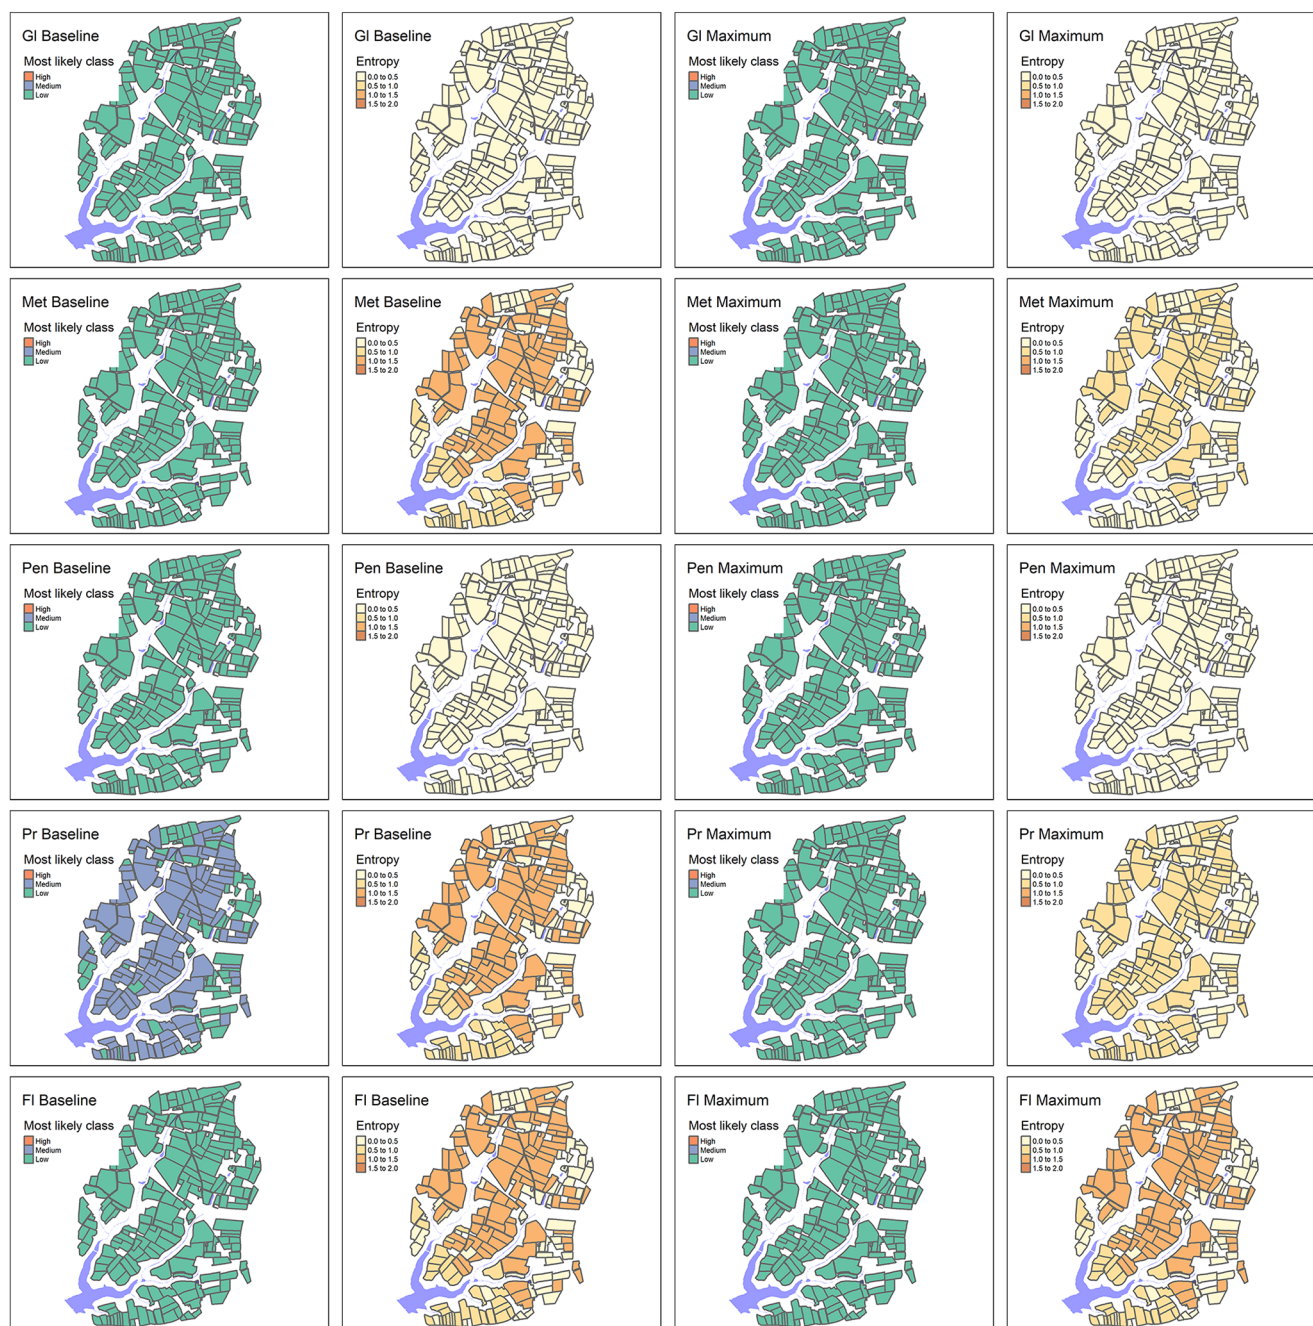 Gl Baseline
Most likely class
High
Medium
Low
Gl Baseline
Entropy
0.0 to 0.5
0.5 to 1.0
1.0 to 1.5
1.5 to 2.0
Gl Maximum
Most likely class
High
Medium
Low
Gl Maximum
Entropy
0.0 to 0.5
0.5 to 1.0
1.0 to 1.5
1.5 to 2.0
Met Baseline
Most likely class
High
Medium
Low
Met Baseline
Entropy
0.0 to 0.5
0.5 to 1.0
1.0 to 1.5
1.5 to 2.0
Met Maximum
Most likely class
High
Medium
Low
Met Maximum
Entropy
0.0 to 0.5
0.5 to 1.0
1.0 to 1.5
1.5 to 2.0
Pen Baseline
Most likely class
High
Medium
Low
Pen Baseline
Entropy
0.0 to 0.5
0.5 to 1.0
1.0 to 1.5
1.5 to 2.0
Pen Maximum
Most likely class
High
Medium
Low
Pen Maximum
Entropy
0.0 to 0.5
0.5 to 1.0
1.0 to 1.5
1.5 to 2.0
Pr Baseline
Most likely class
High
Medium
Low
Pr Baseline
Entropy
0.0 to 0.5
0.5 to 1.0
1.0 to 1.5
1.5 to 2.0
Pr Maximum
Most likely class
High
Medium
Low
Pr Maximum
Entropy
0.0 to 0.5
0.5 to 1.0
1.0 to 1.5
1.5 to 2.0
Fl Baseline
Most likely class
High
Medium
Low
Fl Baseline
Entropy
0.0 to 0.5
0.5 to 1.0
1.0 to 1.5
1.5 to 2.0
Fl Maximum
Most likely class
High
Medium
Low
Fl Maximum
Entropy
0.0 to 0.5
0.5 to 1.0
1.0 to 1.5
1.5 to 2.0